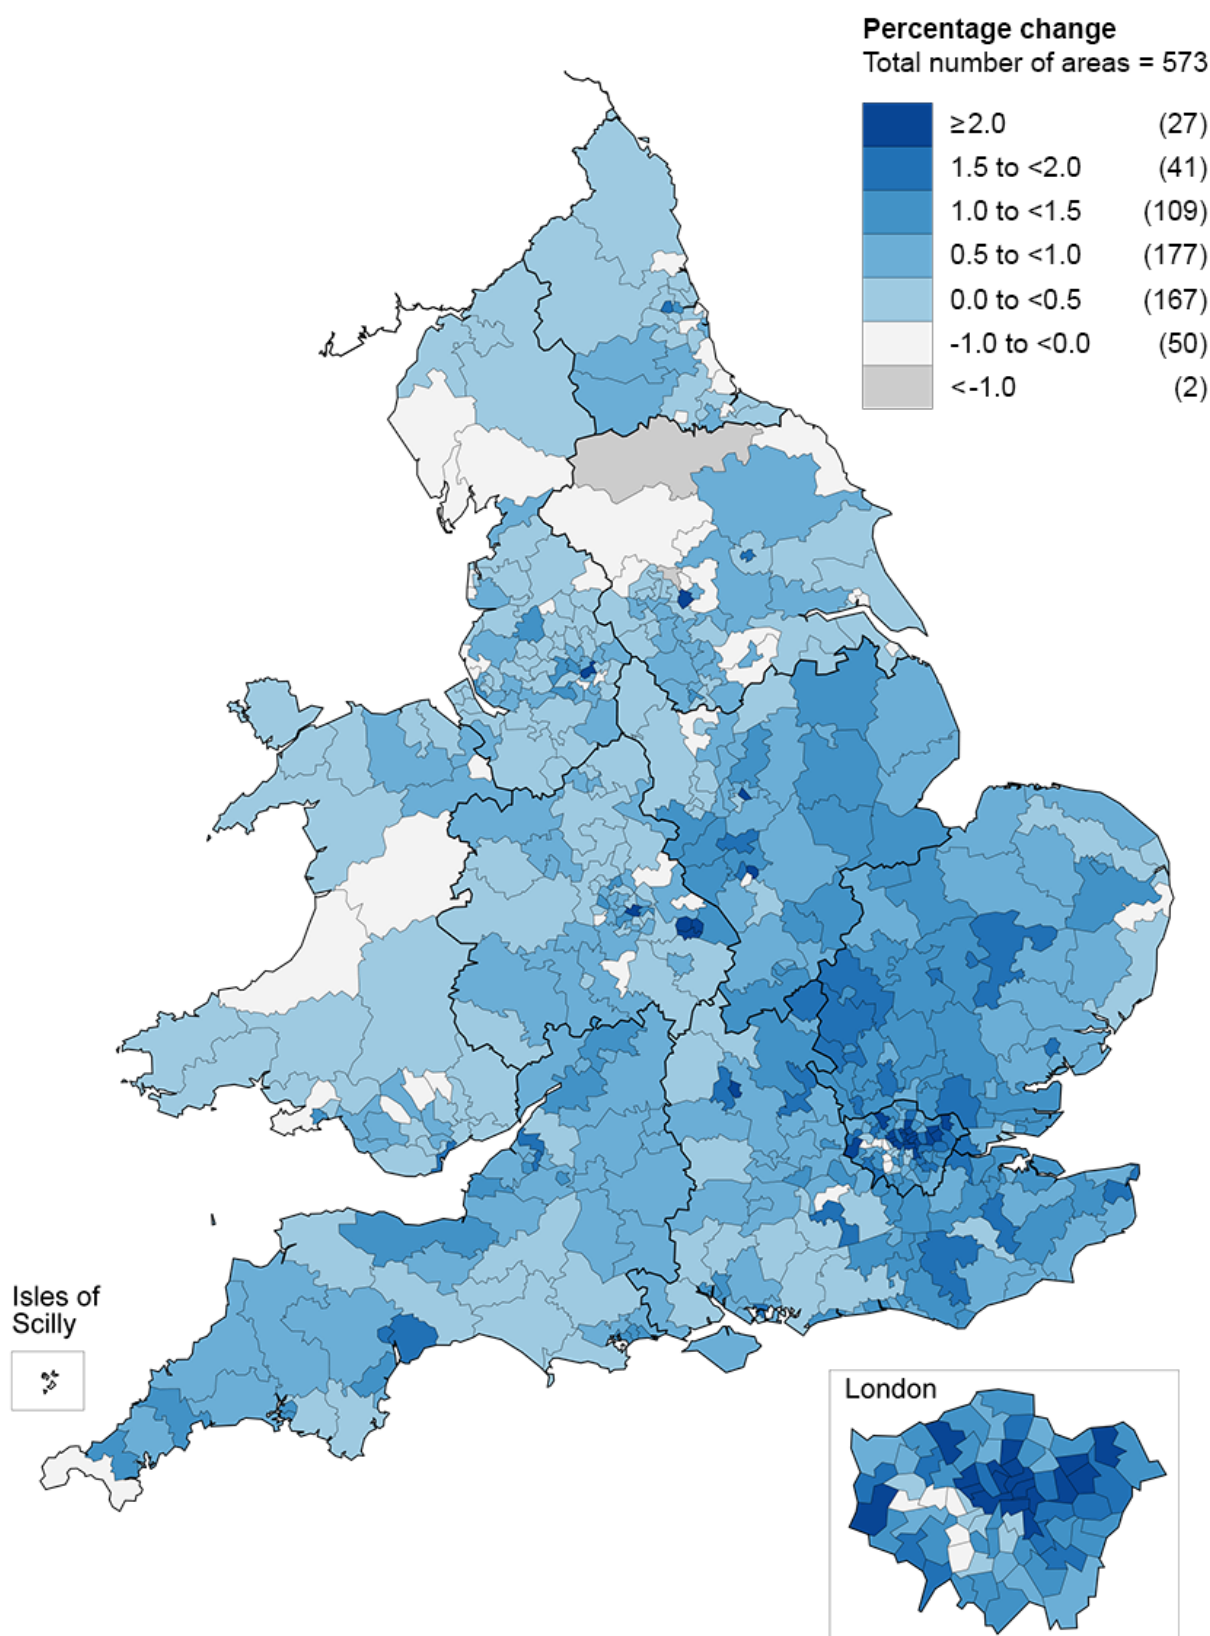 Percentage change
Total number of areas = 573
≥2.0 (27)
1.5 to <2.0 (41)
1.0 to <1.5 (109)
0.5 to <1.0 (177)
0.0 to <0.5 (167)
-1.0 to <0.0 (50)
<-1.0 (2)
Isles of
Scilly
London